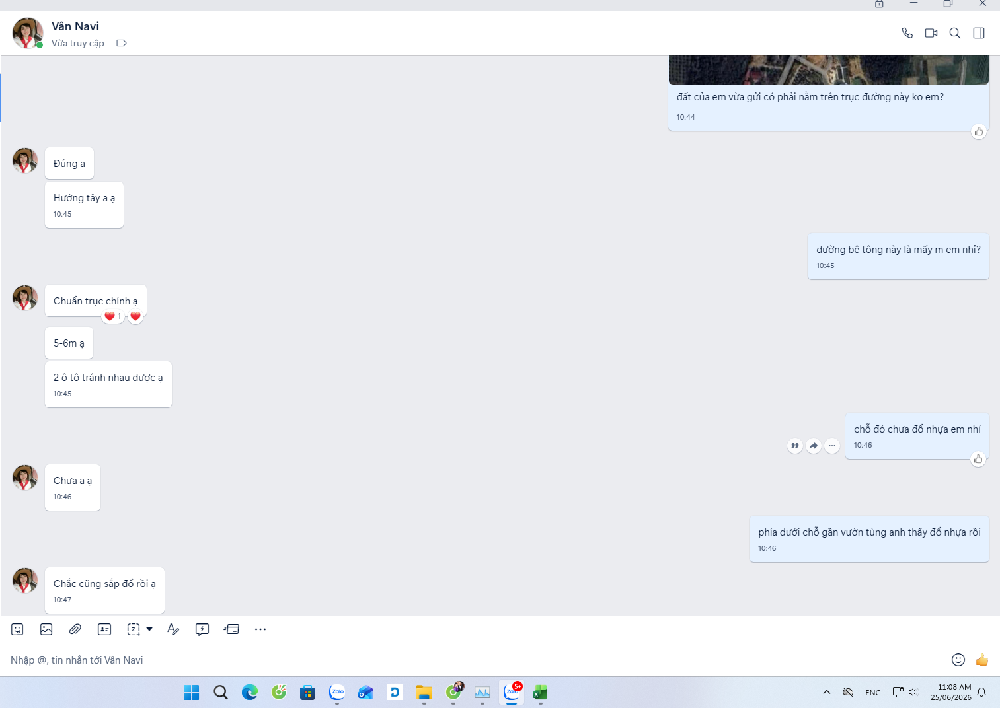 Vân Navi
Vừa truy cập
đất của em vừa gửi có phải nằm trên trục đường này ko em?
10:44
Đúng a
Hướng tây a ạ
10:45
đường bê tông này là mấy m em nhỉ?
10:45
Chuẩn trục chính ạ
1
5-6m ạ
2 ô tô tránh nhau được ạ
10:45
chỗ đó chưa đổ nhựa em nhỉ
10:46
Chưa a ạ
10:46
phía dưới chỗ gần vườn tùng anh thấy đổ nhựa rồi
10:46
Chắc cũng sắp đổ rồi ạ
10:47
Nhập @, tin nhắn tới Vân Navi
Zalo
Zalo
5+
ENG
11:08 AM
25/06/2026